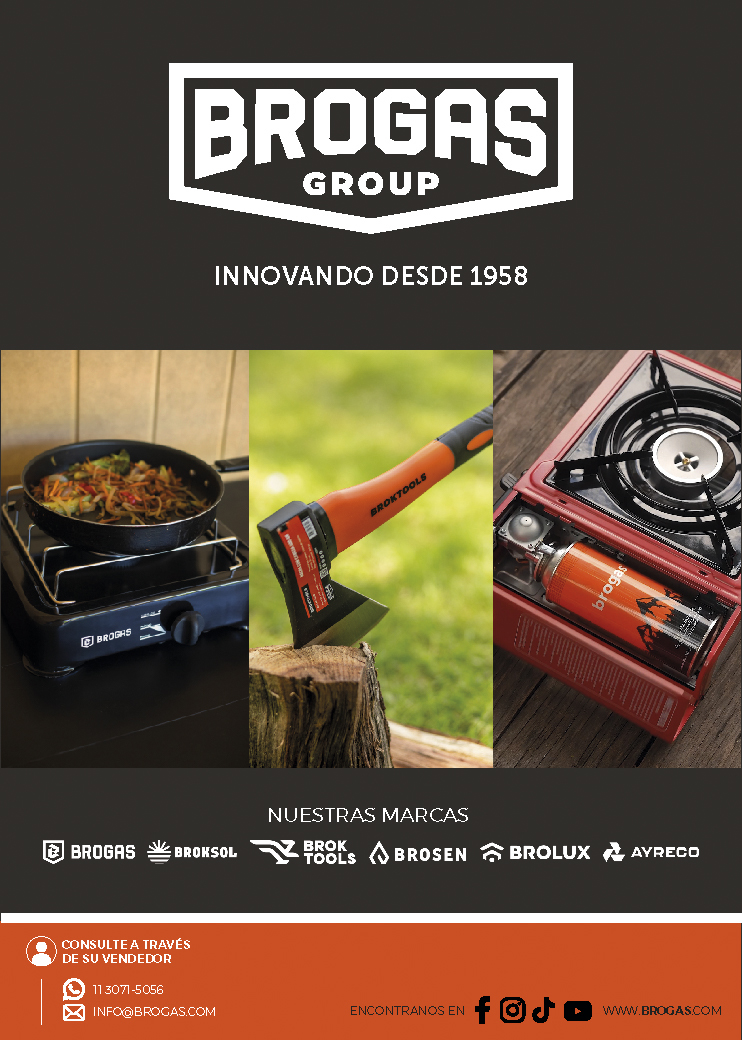 BROGAS
GROUP
INNOVANDO DESDE 1958
BROGAS
BROKTOOLS
brogas
NUESTRAS MARCAS
BROGAS
BROKSOL
BROK
TOOLS
BROSEN
BROLUX
AYRECO
CONSULTE A TRAVÉS
DE SU VENDEDOR
11 3071-5056
INFO@BROGAS.COM
ENCONTRANOS EN
WWW.BROGAS.COM